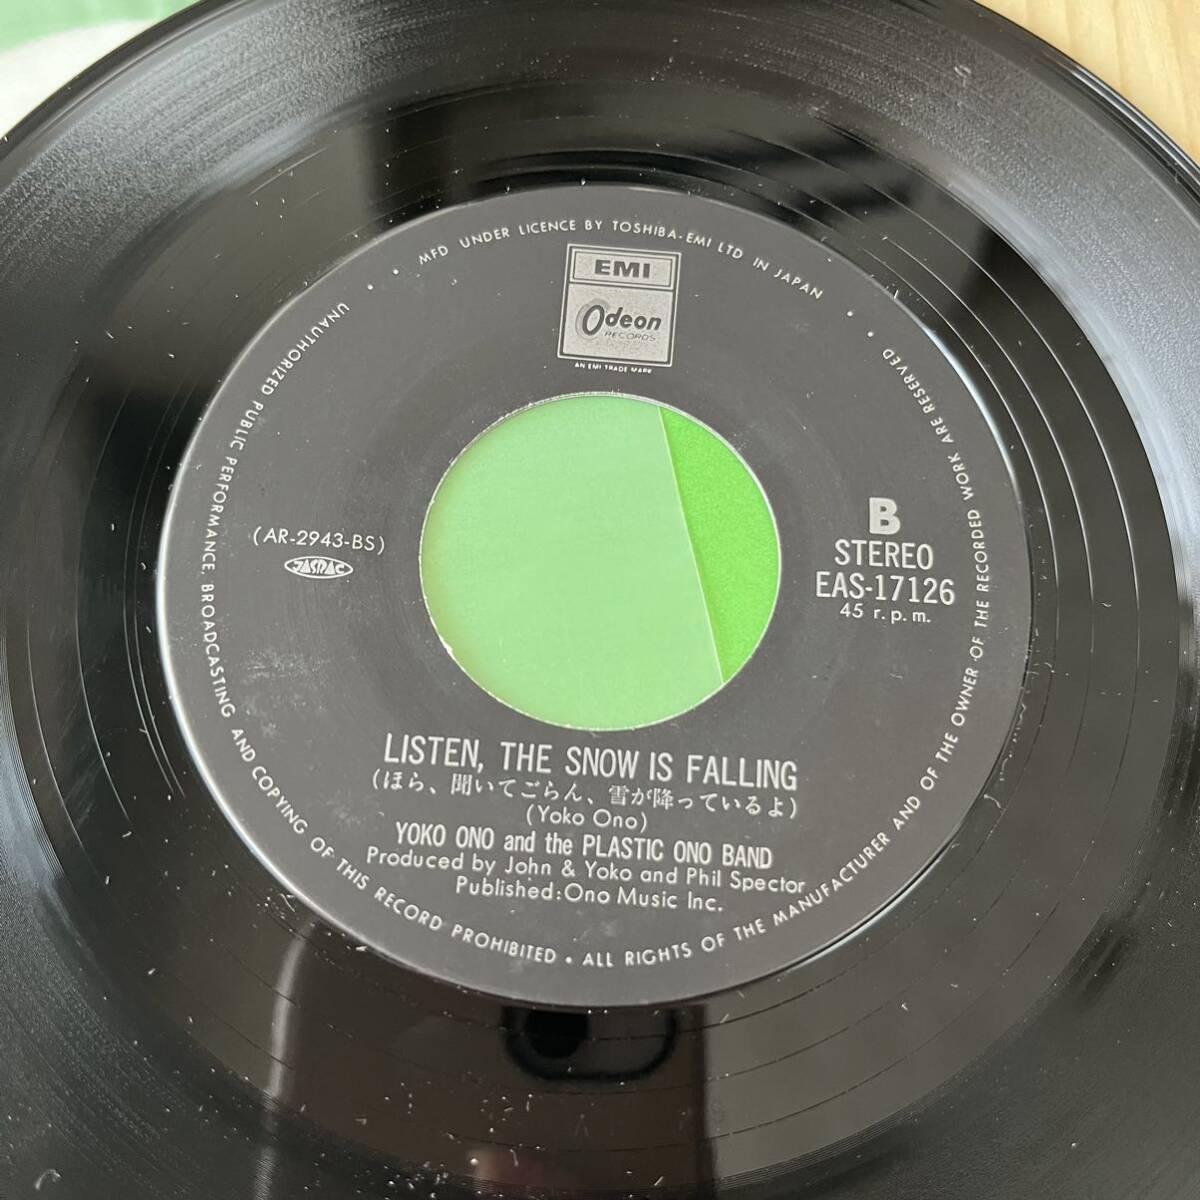 MFD UNDER LICENCE BY TOSHIBA-EMI LTD IN JAPAN
EMI
Odeon
RECORDS
AN EMI TRADE MARK
(AR-2943-BS)
JASRAC
B
STEREO
EAS-17126
45 r.p.m.
LISTEN, THE SNOW IS FALLING
(ほら、聞いてごらん、雪が降っているよ)
(Yoko Ono)
YOKO ONO and the PLASTIC ONO BAND
Produced by John & Yoko and Phil Spector
Published:Ono Music Inc.
UNAUTHORIZED PUBLIC PERFORMANCE, BROADCASTING AND COPYING OF THIS RECORD PROHIBITED • ALL RIGHTS OF THE MANUFACTURER AND OF THE OWNER OF THE RECORDED WORK ARE RESERVED •